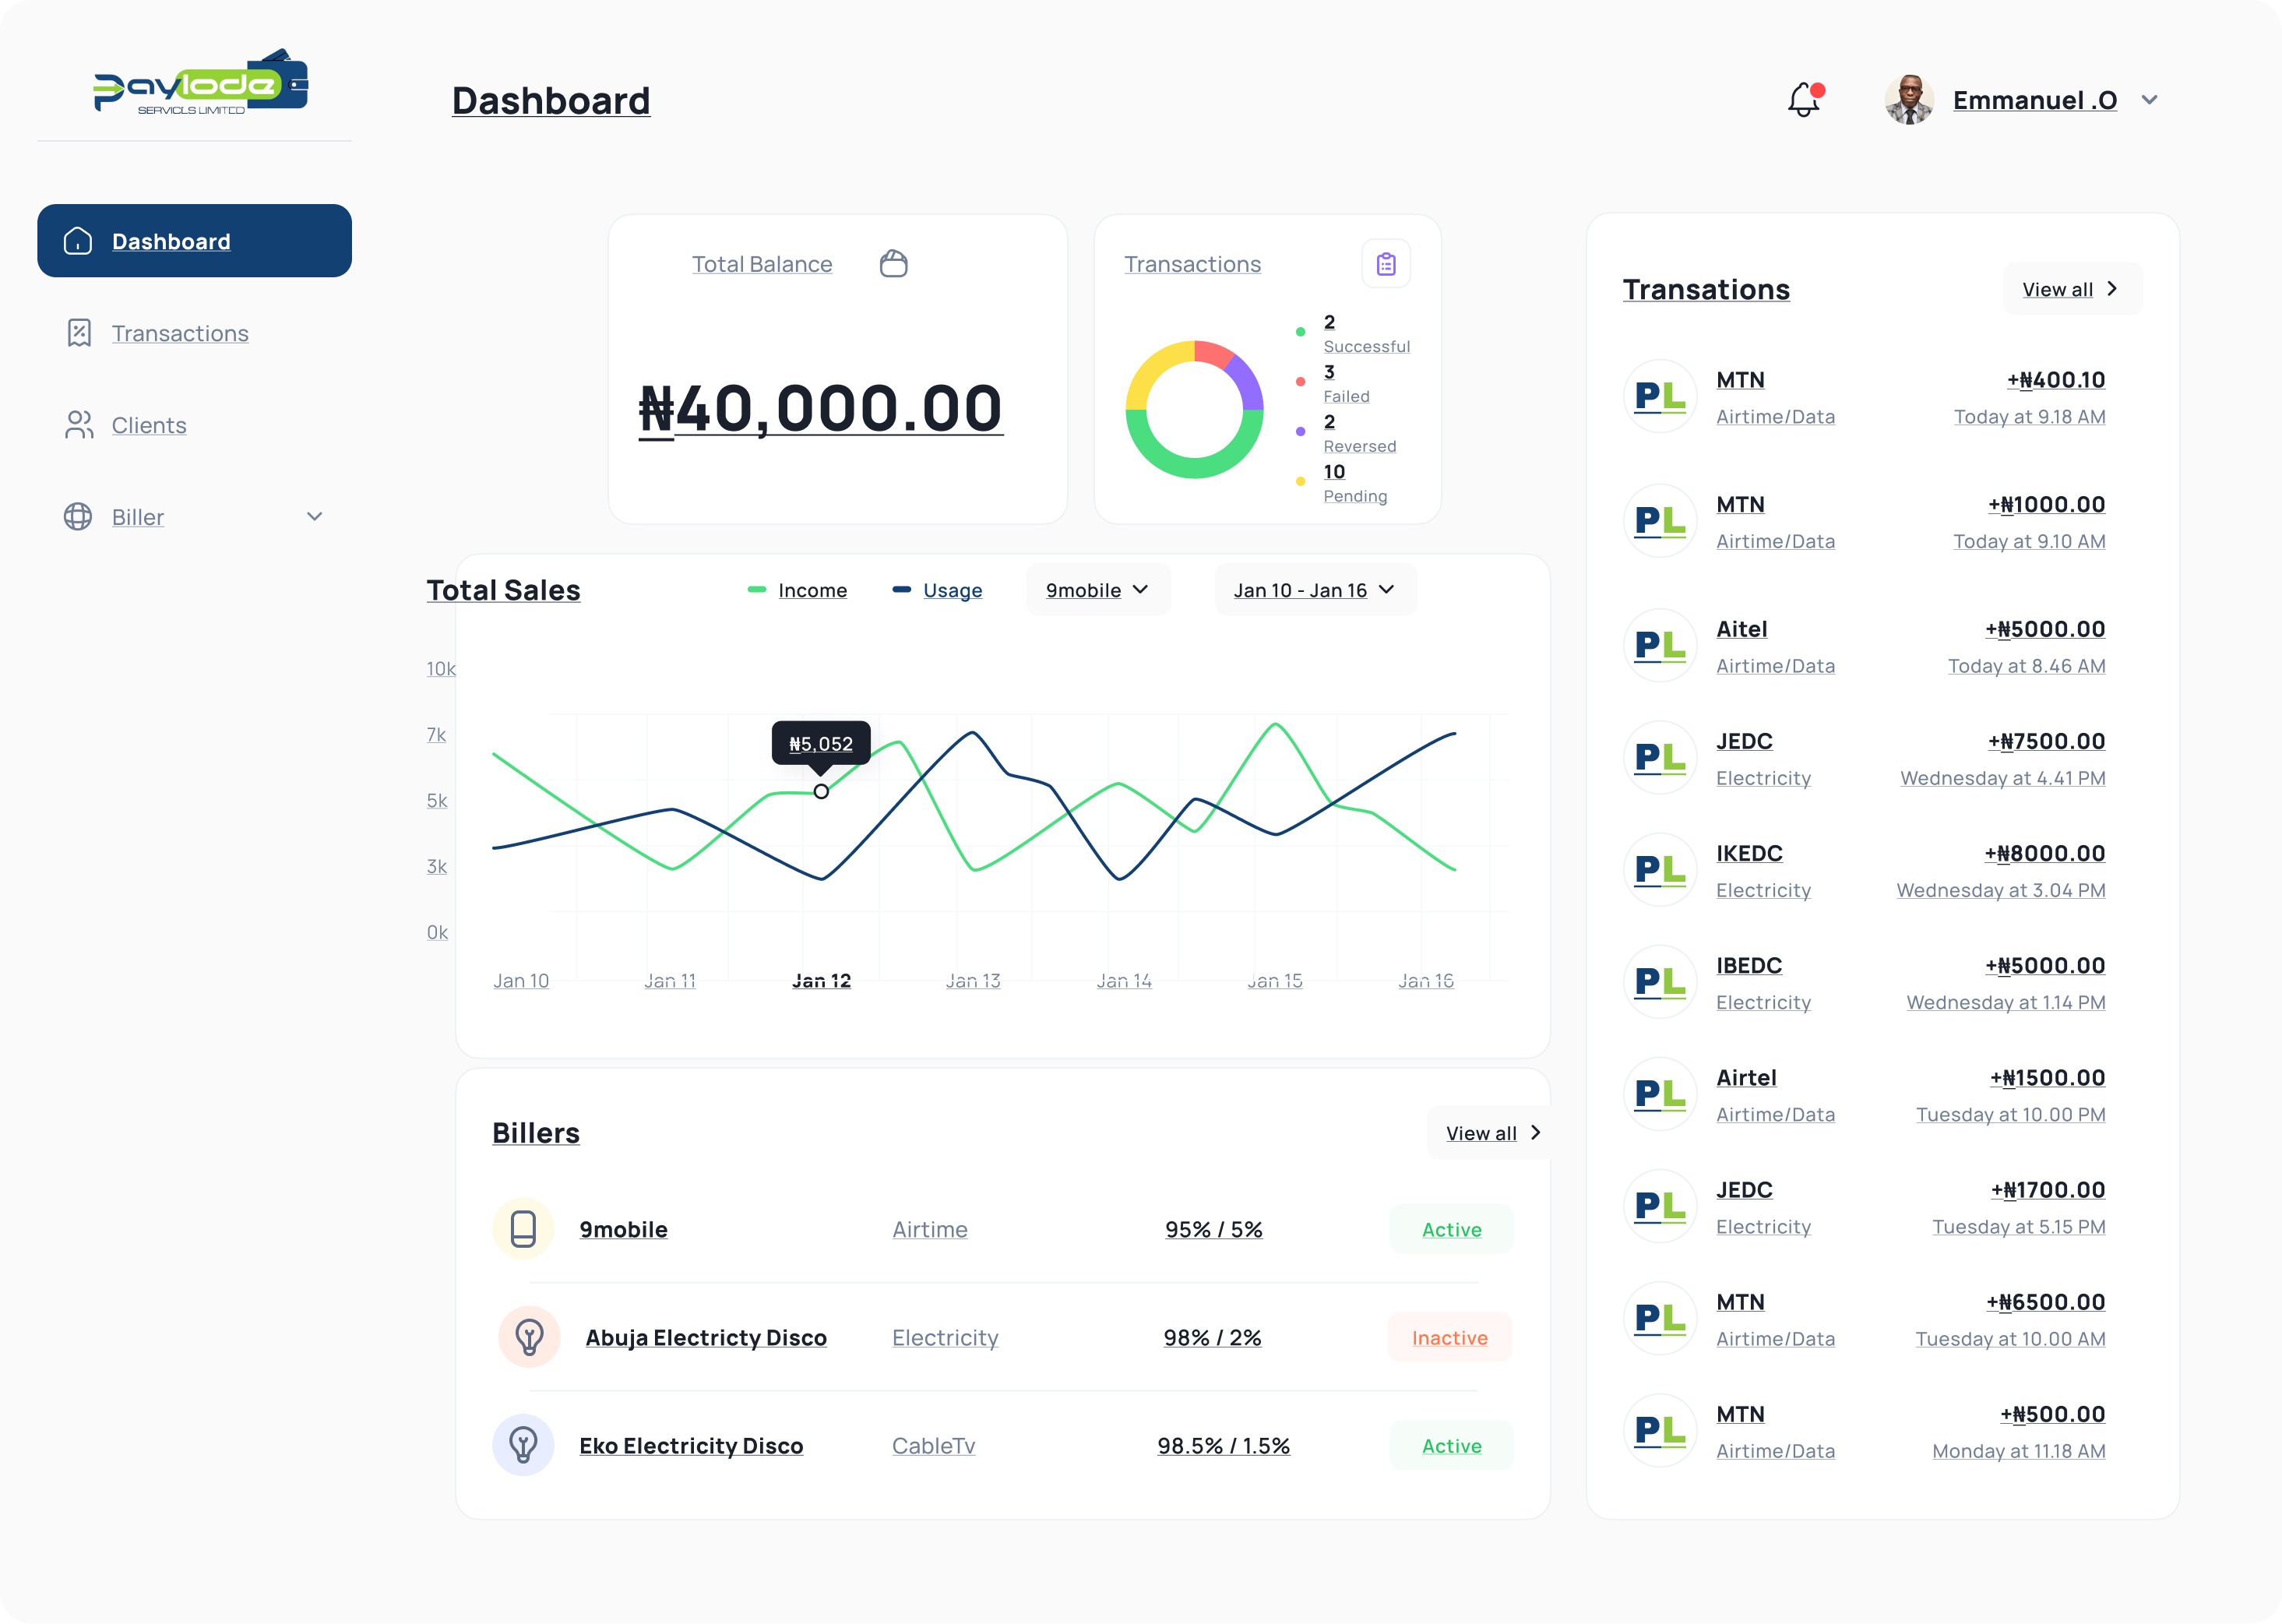 Paylode
SERVICES LIMITED
Dashboard
Emmanuel .O
Dashboard
Transactions
Clients
Biller
Total Balance
₦40,000.00
Transactions
2
Successful
3
Failed
2
Reversed
10
Pending
Total Sales
Income
Usage
9mobile
Jan 10 - Jan 16
10k
7k
5k
3k
0k
₦5,052
Jan 10
Jan 11
Jan 12
Jan 13
Jan 14
Jan 15
Jan 16
Billers
View all
9mobile
Airtime
95% / 5%
Active
Abuja Electricty Disco
Electricity
98% / 2%
Inactive
Eko Electricity Disco
CableTv
98.5% / 1.5%
Active
Transations
View all
PL
MTN
+₦400.10
Airtime/Data
Today at 9.18 AM
PL
MTN
+₦1000.00
Airtime/Data
Today at 9.10 AM
PL
Aitel
+₦5000.00
Airtime/Data
Today at 8.46 AM
PL
JEDC
+₦7500.00
Electricity
Wednesday at 4.41 PM
PL
IKEDC
+₦8000.00
Electricity
Wednesday at 3.04 PM
PL
IBEDC
+₦5000.00
Electricity
Wednesday at 1.14 PM
PL
Airtel
+₦1500.00
Airtime/Data
Tuesday at 10.00 PM
PL
JEDC
+₦1700.00
Electricity
Tuesday at 5.15 PM
PL
MTN
+₦6500.00
Airtime/Data
Tuesday at 10.00 AM
PL
MTN
+₦500.00
Airtime/Data
Monday at 11.18 AM